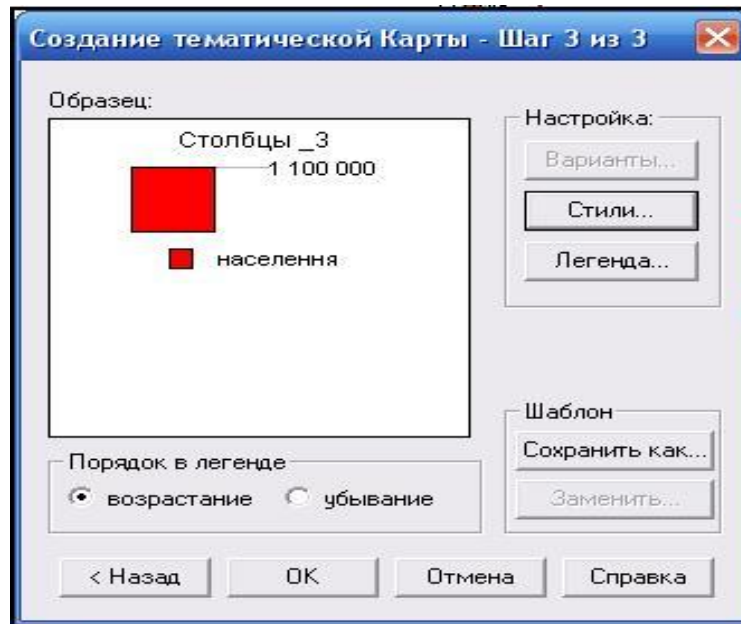 Создание тематической Карты - Шаг 3 из 3
Образец:
Столбцы _3
1 100 000
населення
Настройка:
Варианты...
Стили...
Легенда...
Порядок в легенде
возрастание
убывание
Шаблон
Сохранить как...
Заменить...
< Назад
OK
Отмена
Справка